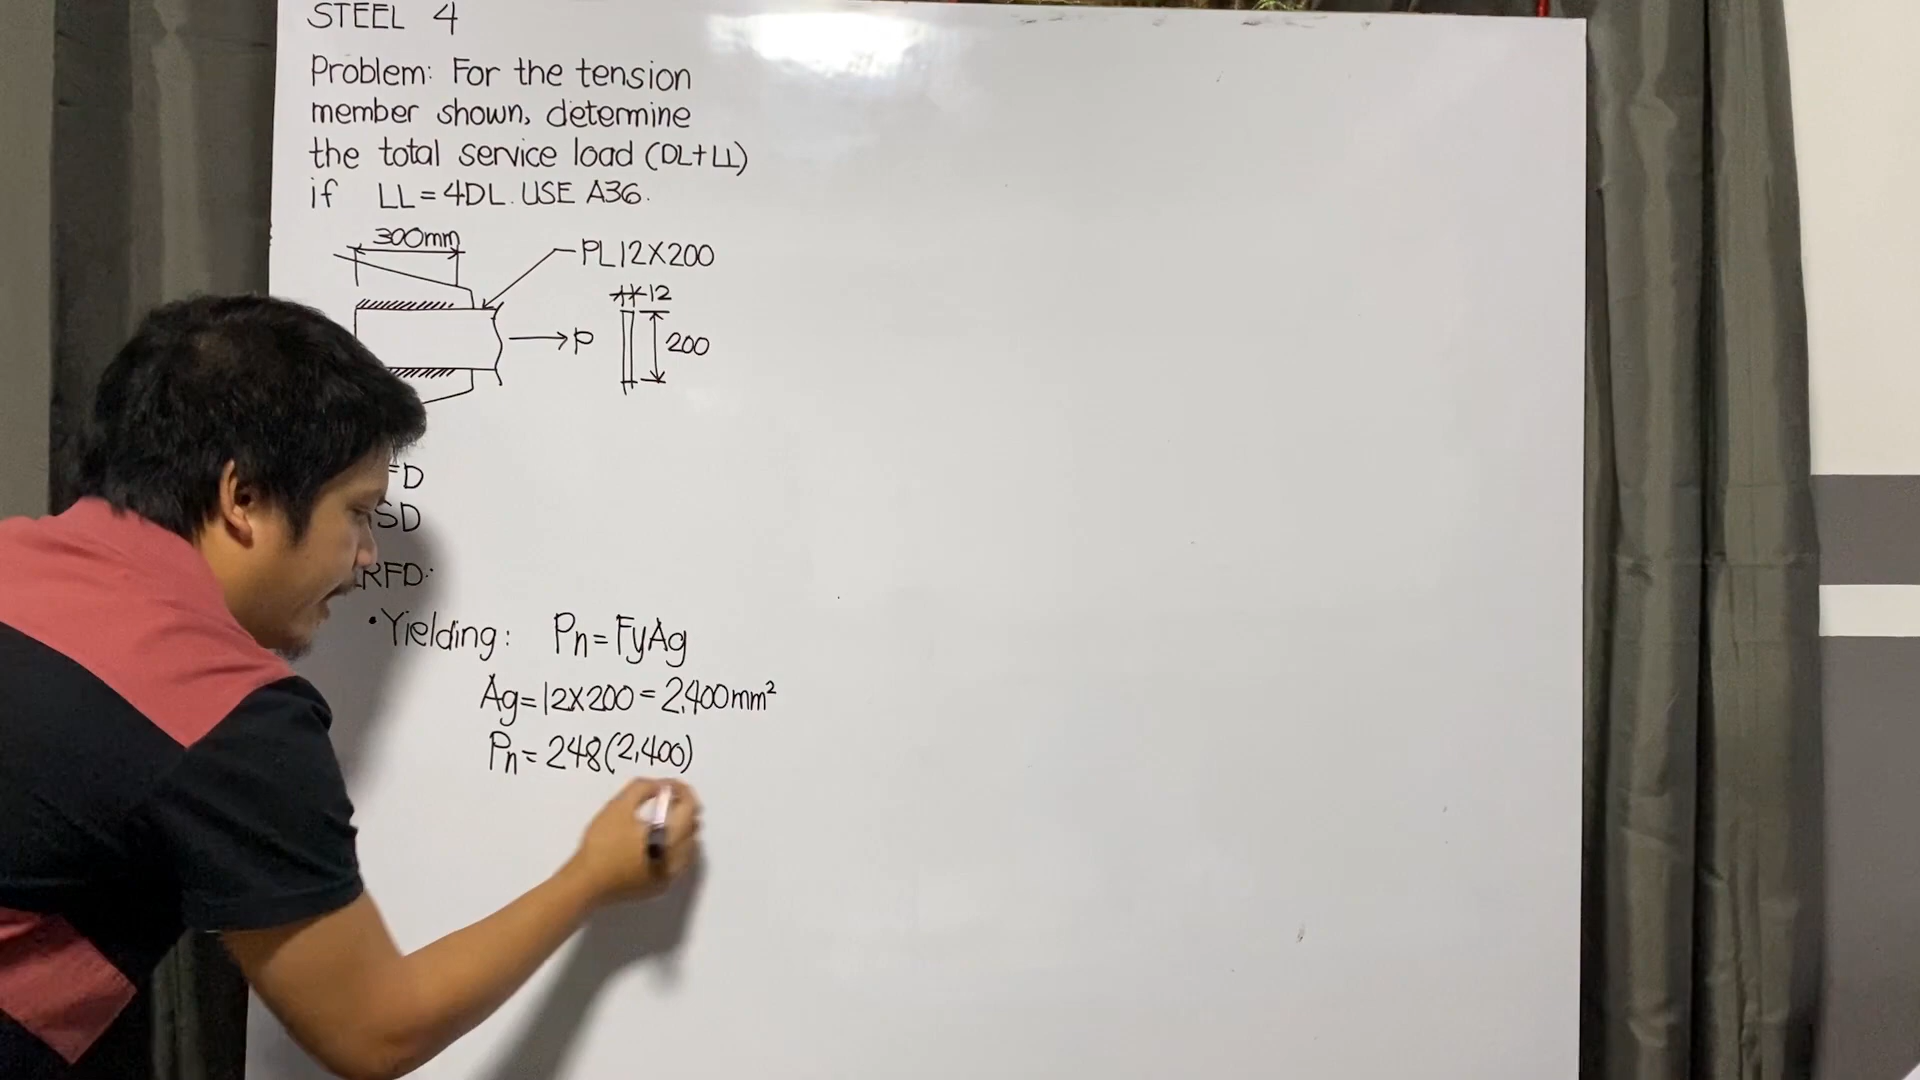 STEEL 4
Problem: For the tension
member shown, determine
the total service load (DL+LL)
if LL=4DL. USE A36.
300mm
PL12X200
12
P
200
Yielding: Pn=FyAg
Ag=12X200=2,400mm²
Pn=248(2,400)